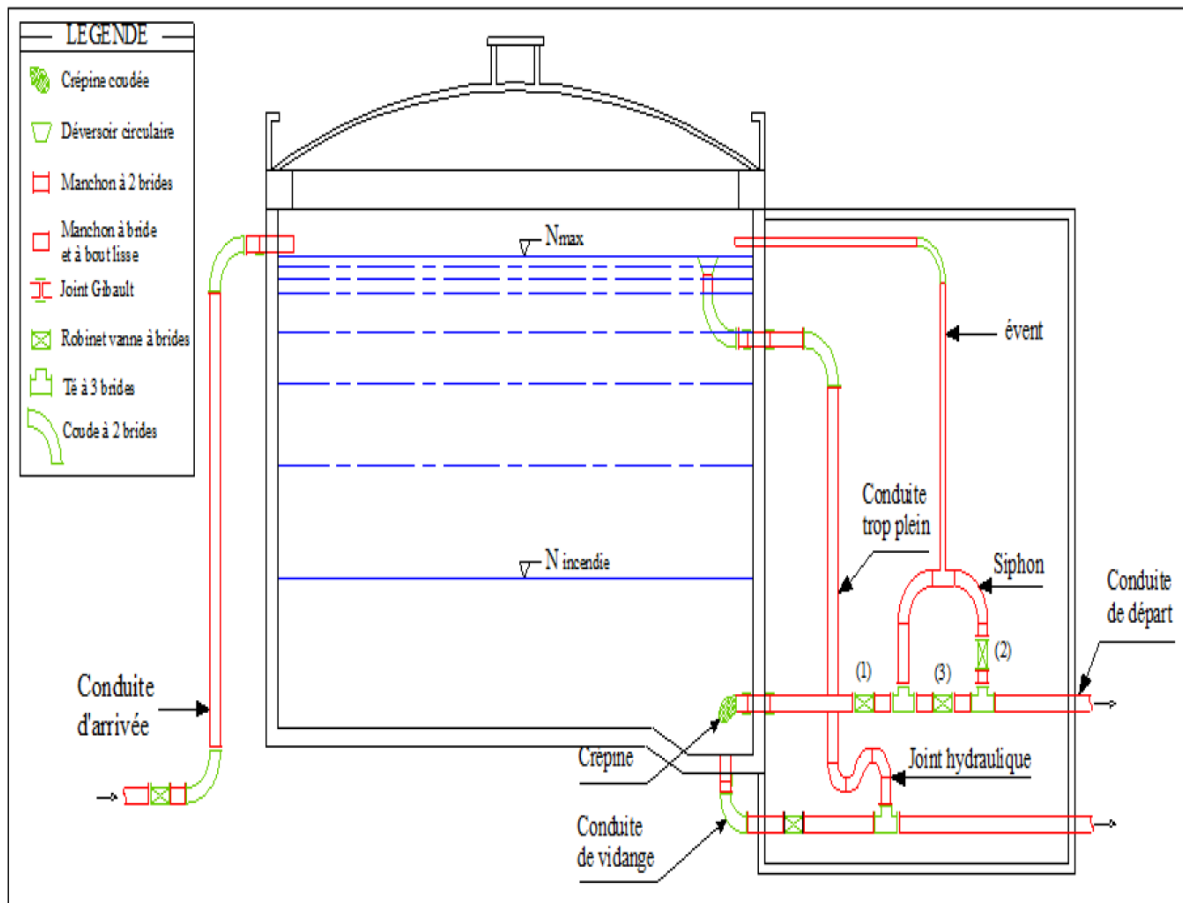 LEGENDE
Crépine coudée
Déversoir circulaire
Manchon à 2 brides
Manchon à bride
et à bout lisse
Joint Gibault
Robinet vanne à brides
Té à 3 brides
Coude à 2 brides
Nmax
évent
Conduite
trop plein
N incendie
Siphon
Conduite
de départ
(2)
(1)
(3)
Conduite
d'arrivée
Crépine
Joint hydraulique
Conduite
de vidange